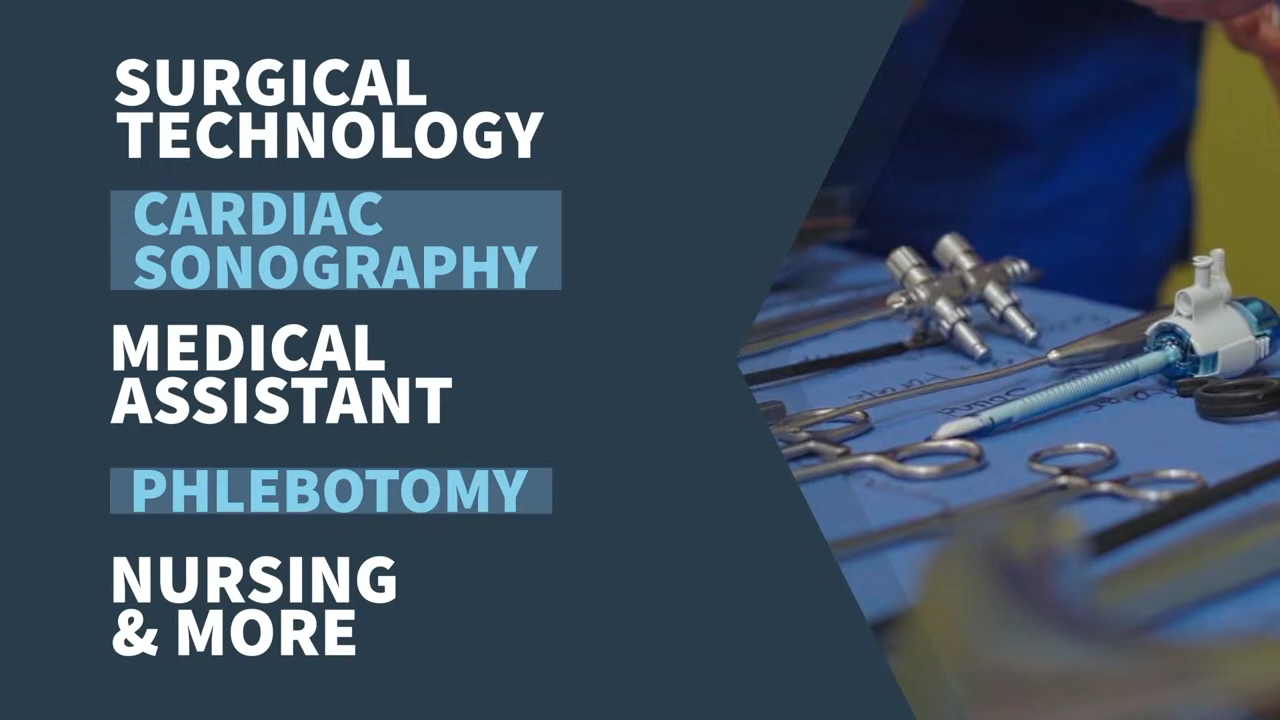 SURGICAL
TECHNOLOGY
CARDIAC
SONOGRAPHY
MEDICAL
ASSISTANT
PHLEBOTOMY
NURSING
& MORE